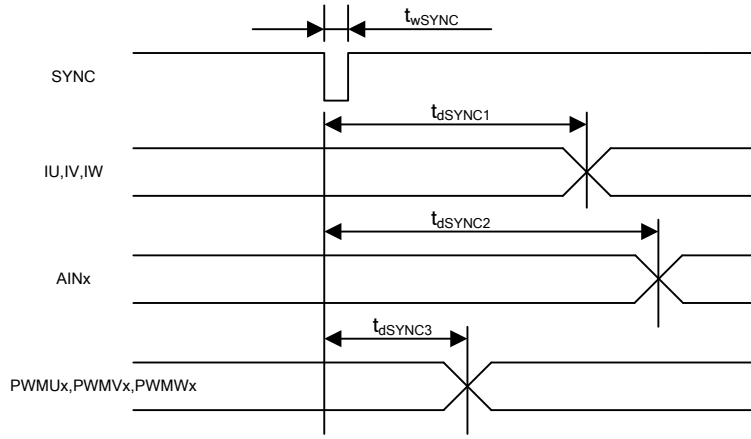 twSYNC
SYNC
tdSYNC1
IU,IV,IW
tdSYNC2
AINx
tdSYNC3
PWMUx,PWMVx,PWMWx